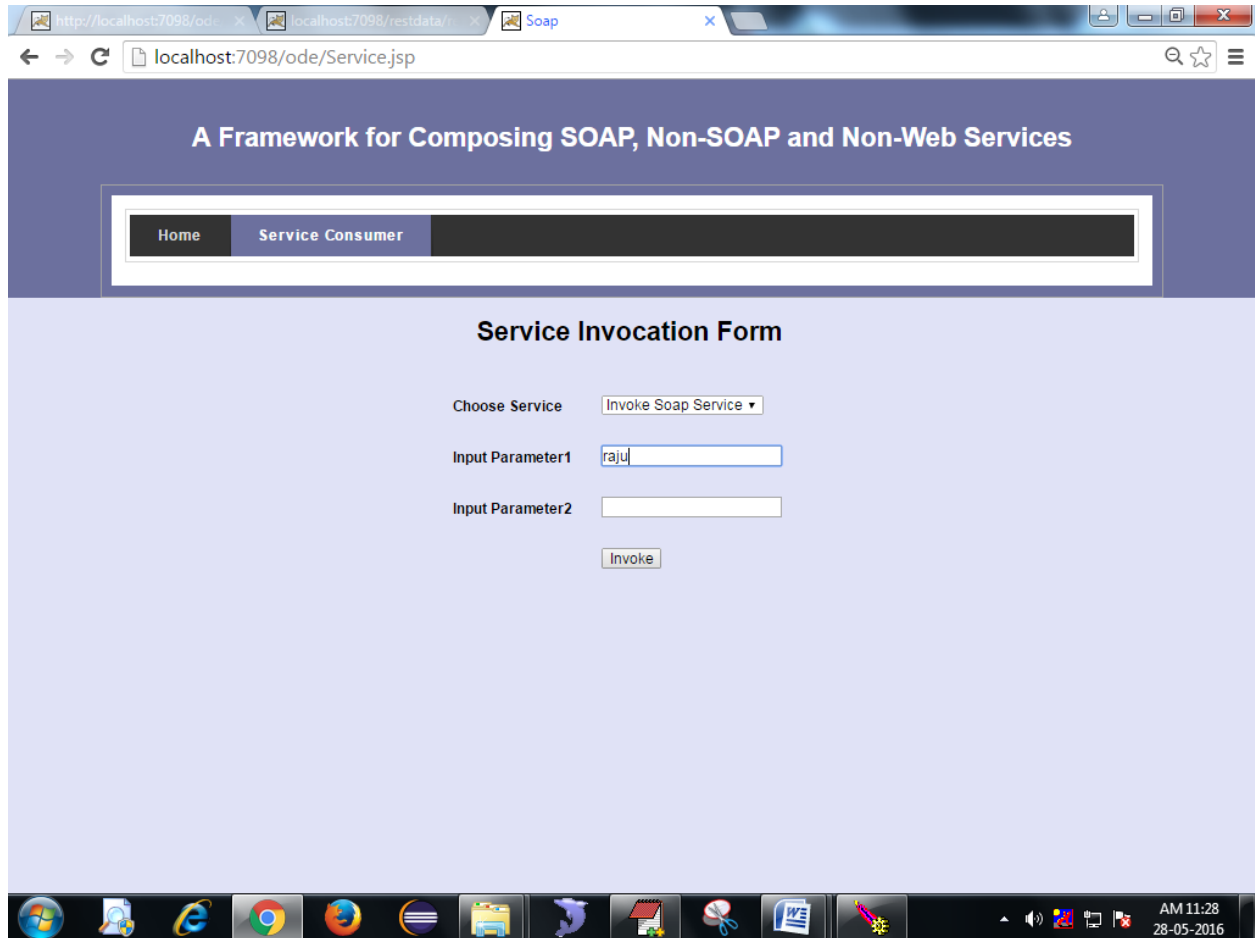 http://localhost:7098/ode
localhost:7098/restdata/r
Soap
localhost:7098/ode/Service.jsp
A Framework for Composing SOAP, Non-SOAP and Non-Web Services
Home
Service Consumer
Service Invocation Form
Choose Service
Invoke Soap Service
Input Parameter1
raju
Input Parameter2
Invoke
AM 11:28
28-05-2016